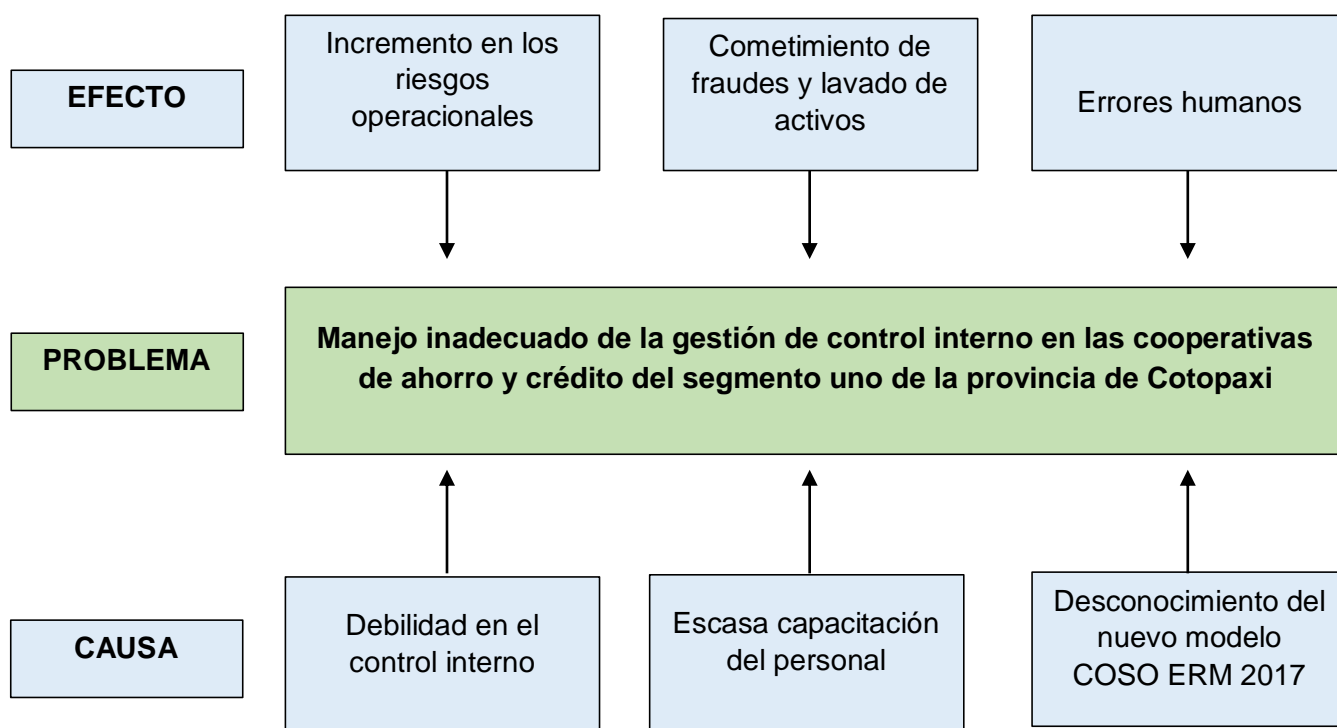 EFECTO
Incremento en los
riesgos
operacionales
Cometimiento de
fraudes y lavado de
activos
Errores humanos
PROBLEMA
Manejo inadecuado de la gestión de control interno en las cooperativas
de ahorro y crédito del segmento uno de la provincia de Cotopaxi
CAUSA
Debilidad en el
control interno
Escasa capacitación
del personal
Desconocimiento del
nuevo modelo
COSO ERM 2017